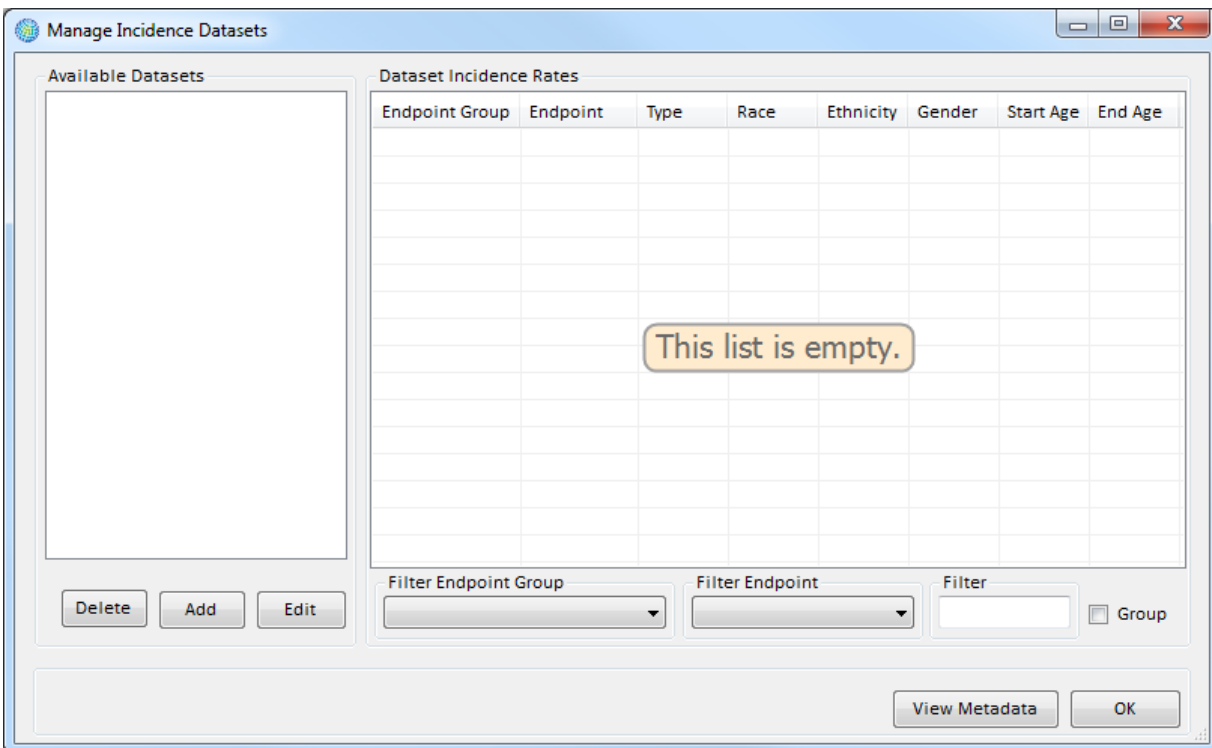 Manage Incidence Datasets
Available Datasets
Dataset Incidence Rates
Endpoint Group Endpoint Type Race Ethnicity Gender Start Age End Age
This list is empty.
Filter Endpoint Group
Filter Endpoint
Filter
Delete Add Edit
Group
View Metadata OK